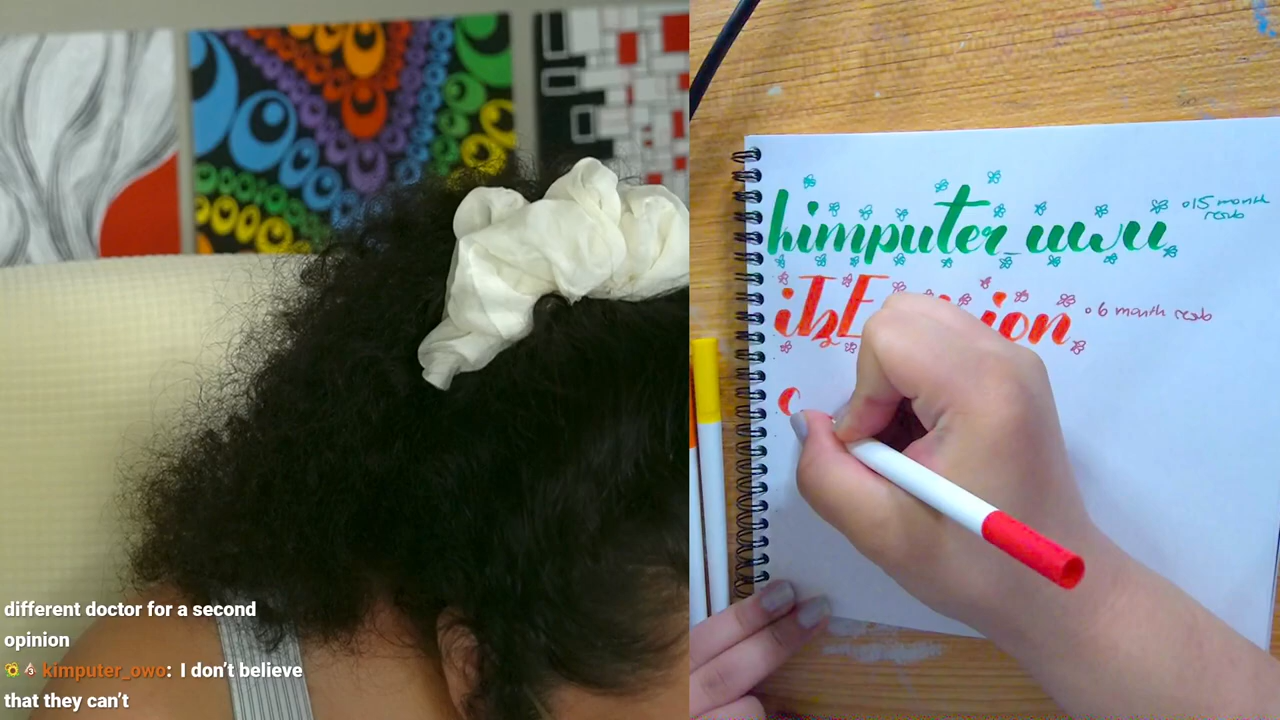 different doctor for a second
opinion
kimputer_owo: I don't believe
that they can't
kimputer_uwu
15 month
resub
6 month resub